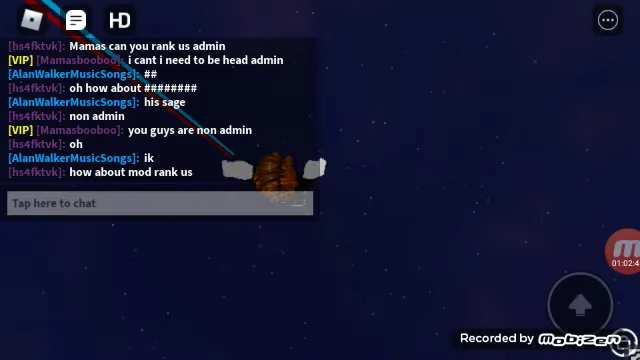 HD
[hs4fktvk]: Mamas can you rank us admin
[VIP] [Mamasbooboo]: i cant i need to be head admin
[AlanWalkerMusicSongs]: ##
[hs4fktvk]: oh how about ########
[AlanWalkerMusicSongs]: his sage
[hs4fktvk]: non admin
[VIP] [Mamasbooboo]: you guys are non admin
[hs4fktvk]: oh
[AlanWalkerMusicSongs]: ik
[hs4fktvk]: how about mod rank us
Tap here to chat
01:02:4
Recorded by Mobizen